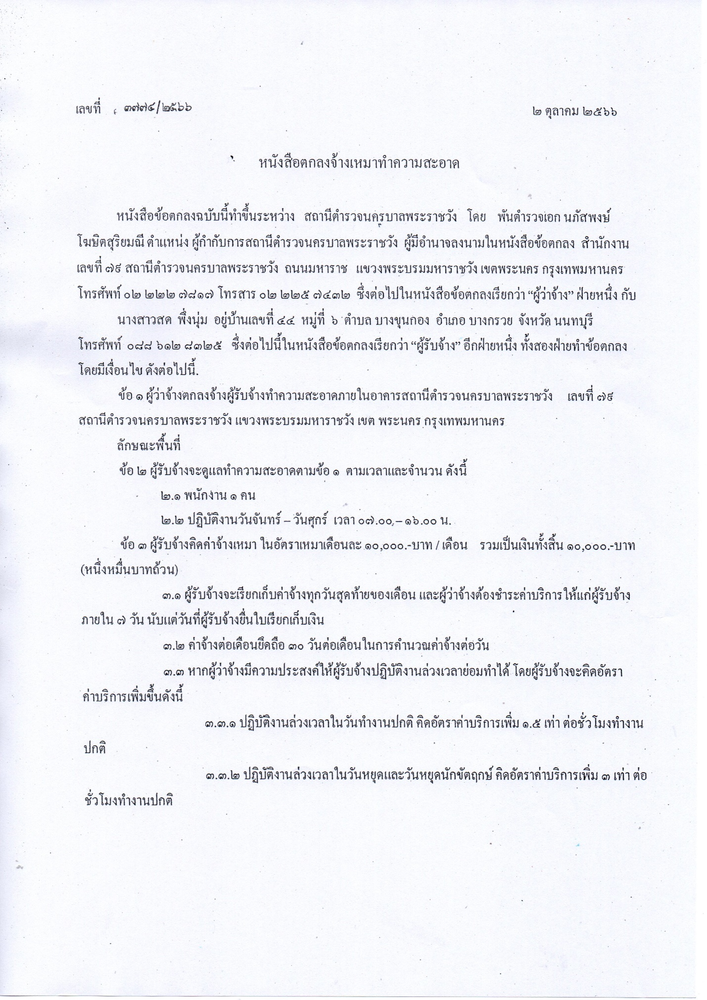 เลขที่ ๓๗๗๔/๒๕๖๖
๒ ตุลาคม ๒๕๖๖
หนังสือตกลงจ้างเหมาทำความสะอาด
หนังสือข้อตกลงฉบับนี้ทำขึ้นระหว่าง สถานีตำรวจนครบาลพระราชวัง โดย พันตำรวจเอก นภัสพงษ์
โฆษิตสุริยมณี ตำแหน่ง ผู้กำกับการสถานีตำรวจนครบาลพระราชวัง ผู้มีอำนาจลงนามในหนังสือข้อตกลง สำนักงาน
เลขที่ ๗๙ สถานีตำรวจนครบาลพระราชวัง ถนนมหาราช แขวงพระบรมมหาราชวัง เขตพระนคร กรุงเทพมหานคร
โทรศัพท์ ๐๒ ๒๒๒ ๗๘๑๗ โทรสาร ๐๒ ๒๒๕ ๗๔๓๒ ซึ่งต่อไปในหนังสือข้อตกลงเรียกว่า “ผู้ว่าจ้าง” ฝ่ายหนึ่ง กับ
นางสาวสด พึ่งนุ่ม อยู่บ้านเลขที่ ๔๔ หมู่ที่ ๖ ตำบล บางขุนกอง อำเภอ บางกรวย จังหวัด นนทบุรี
โทรศัพท์ ๐๘๘ ๖๑๒ ๘๓๒๕ ซึ่งต่อไปนี้ในหนังสือข้อตกลงเรียกว่า “ผู้รับจ้าง” อีกฝ่ายหนึ่ง ทั้งสองฝ่ายทำข้อตกลง
โดยมีเงื่อนไข ดังต่อไปนี้.
ข้อ ๑ ผู้ว่าจ้างตกลงจ้างผู้รับจ้างทำความสะอาดภายในอาคารสถานีตำรวจนครบาลพระราชวัง เลขที่ ๗๙
สถานีตำรวจนครบาลพระราชวัง แขวงพระบรมมหาราชวัง เขต พระนคร กรุงเทพมหานคร
ลักษณะพื้นที่
ข้อ ๒ ผู้รับจ้างจะดูแลทำความสะอาดตามข้อ ๑ ตามเวลาและจำนวน ดังนี้
๒.๑ พนักงาน ๑ คน
๒.๒ ปฏิบัติงานวันจันทร์ – วันศุกร์ เวลา ๐๗.๐๐ – ๑๖.๐๐ น.
ข้อ ๓ ผู้รับจ้างคิดค่าจ้างเหมา ในอัตราเหมาเดือนละ ๑๐,๐๐๐.-บาท / เดือน รวมเป็นเงินทั้งสิ้น ๑๐,๐๐๐.-บาท
(หนึ่งหมื่นบาทถ้วน)
๓.๑ ผู้รับจ้างจะเรียกเก็บค่าจ้างทุกวันสุดท้ายของเดือน และผู้ว่าจ้างต้องชำระค่าบริการให้แก่ผู้รับจ้าง
ภายใน ๗ วัน นับแต่วันที่ผู้รับจ้างยื่นใบเรียกเก็บเงิน
๓.๒ ค่าจ้างต่อเดือนยึดถือ ๓๐ วันต่อเดือนในการคำนวณค่าจ้างต่อวัน
๓.๓ หากผู้ว่าจ้างมีความประสงค์ให้ผู้รับจ้างปฏิบัติงานล่วงเวลาย่อมทำได้ โดยผู้รับจ้างจะคิดอัตรา
ค่าบริการเพิ่มขึ้นดังนี้
๓.๓.๑ ปฏิบัติงานล่วงเวลาในวันทำงานปกติ คิดอัตราค่าบริการเพิ่ม ๑.๕ เท่า ต่อชั่วโมงทำงาน
ปกติ
๓.๓.๒ ปฏิบัติงานล่วงเวลาในวันหยุดและวันหยุดนักขัตฤกษ์ คิดอัตราค่าบริการเพิ่ม ๓ เท่า ต่อ
ชั่วโมงทำงานปกติ